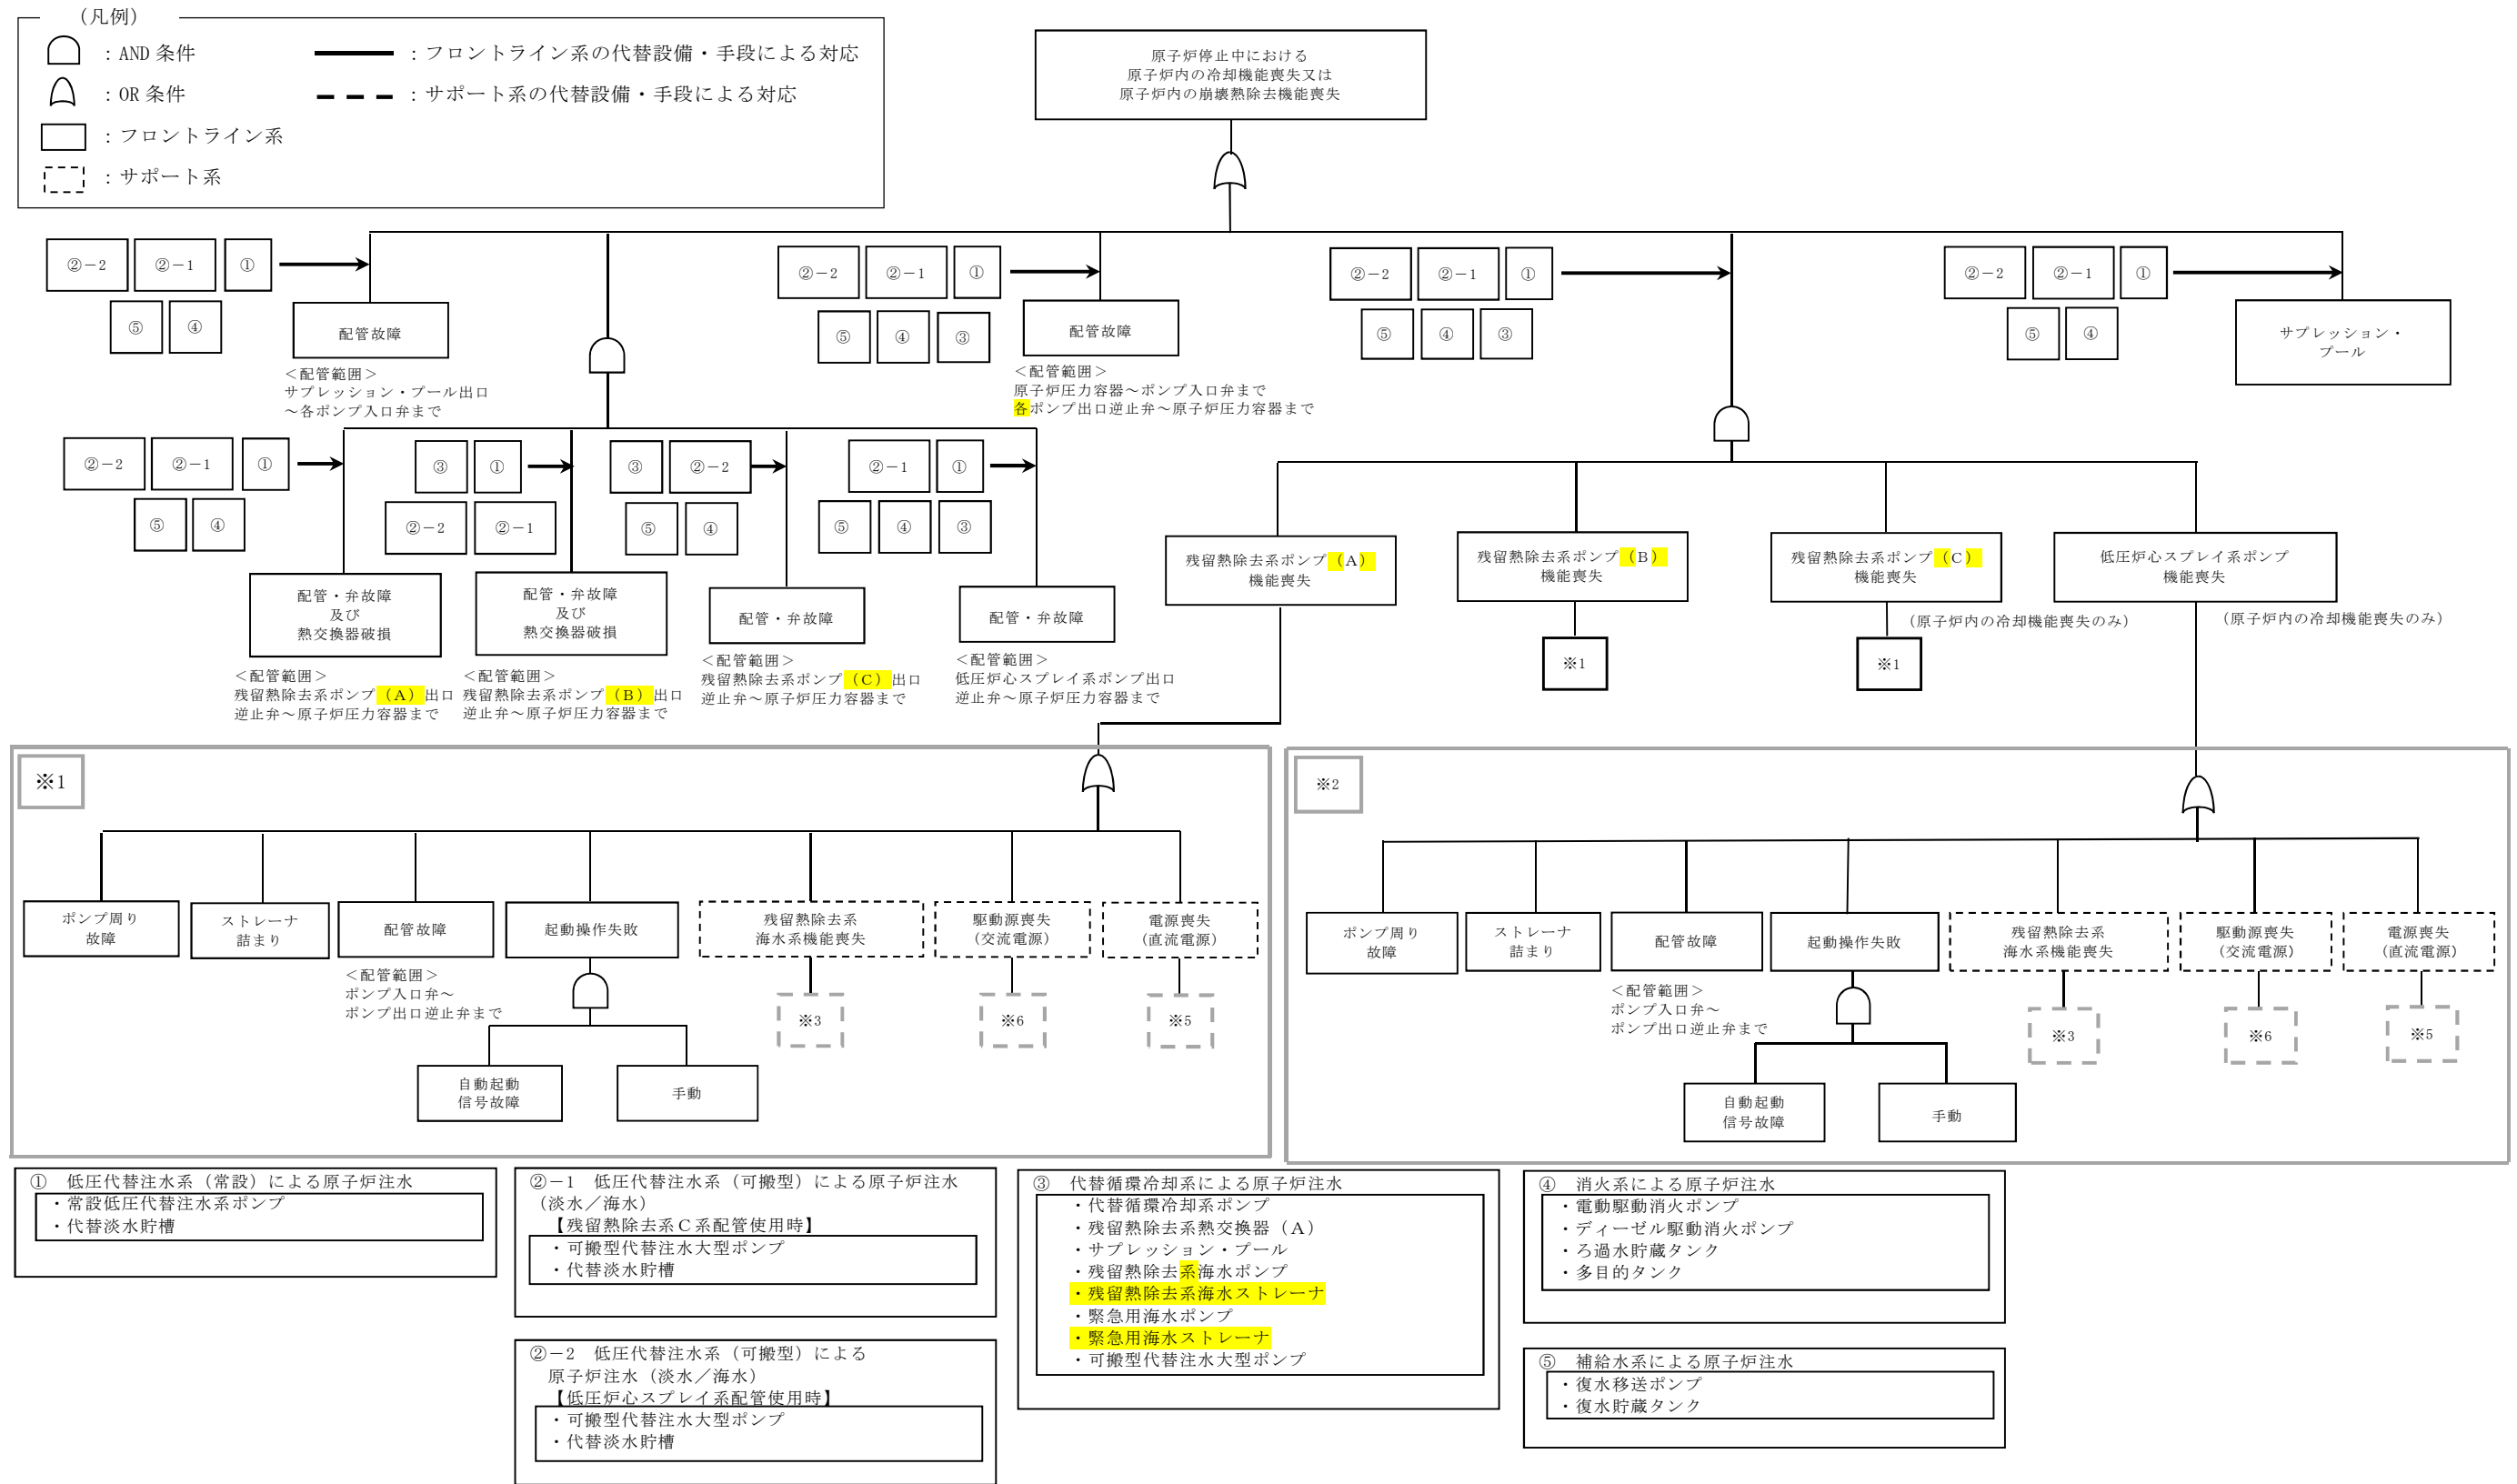 （凡例）
：AND 条件
：フロントライン系の代替設備・手段による対応
：OR 条件
：サポート系の代替設備・手段による対応
：フロントライン系
：サポート系
原子炉停止中における
原子炉内の冷却機能喪失又は
原子炉内の崩壊熱除去機能喪失
②－2
②－1
①
⑤
④
配管故障
＜配管範囲＞
サプレッション・プール出口
～各ポンプ入口弁まで
②－2
②－1
①
⑤
④
③
配管故障
＜配管範囲＞
原子炉圧力容器～ポンプ入口弁まで
各ポンプ出口逆止弁～原子炉圧力容器まで
②－2
②－1
①
⑤
④
③
②－2
②－1
①
⑤
④
サプレッション・
プール
②－2
②－1
①
⑤
④
配管・弁故障
及び
熱交換器破損
＜配管範囲＞
残留熱除去系ポンプ（A）出口
逆止弁～原子炉圧力容器まで
③
①
②－2
②－1
配管・弁故障
及び
熱交換器破損
＜配管範囲＞
残留熱除去系ポンプ（B）出口
逆止弁～原子炉圧力容器まで
③
②－2
⑤
④
配管・弁故障
＜配管範囲＞
残留熱除去系ポンプ（C）出口
逆止弁～原子炉圧力容器まで
②－1
①
⑤
④
③
配管・弁故障
＜配管範囲＞
低圧炉心スプレイ系ポンプ出口
逆止弁～原子炉圧力容器まで
残留熱除去系ポンプ（A）
機能喪失
残留熱除去系ポンプ（B）
機能喪失
※1
残留熱除去系ポンプ（C）
機能喪失
（原子炉内の冷却機能喪失のみ）
※1
低圧炉心スプレイ系ポンプ
機能喪失
（原子炉内の冷却機能喪失のみ）
※1
ポンプ周り
故障
ストレーナ
詰まり
配管故障
＜配管範囲＞
ポンプ入口弁～
ポンプ出口逆止弁まで
起動操作失敗
自動起動
信号故障
手動
残留熱除去系
海水系機能喪失
※3
駆動源喪失
（交流電源）
※6
電源喪失
（直流電源）
※5
※2
ポンプ周り
故障
ストレーナ
詰まり
配管故障
＜配管範囲＞
ポンプ入口弁～
ポンプ出口逆止弁まで
起動操作失敗
自動起動
信号故障
手動
残留熱除去系
海水系機能喪失
※3
駆動源喪失
（交流電源）
※6
電源喪失
（直流電源）
※5
①　低圧代替注水系（常設）による原子炉注水
・常設低圧代替注水系ポンプ
・代替淡水貯槽
②－1　低圧代替注水系（可搬型）による原子炉注水
（淡水／海水）
【残留熱除去系Ｃ系配管使用時】
・可搬型代替注水大型ポンプ
・代替淡水貯槽
②－2　低圧代替注水系（可搬型）による
原子炉注水（淡水／海水）
【低圧炉心スプレイ系配管使用時】
・可搬型代替注水大型ポンプ
・代替淡水貯槽
③　代替循環冷却系による原子炉注水
・代替循環冷却系ポンプ
・残留熱除去系熱交換器（Ａ）
・サプレッション・プール
・残留熱除去系海水ポンプ
・残留熱除去系海水ストレーナ
・緊急用海水ポンプ
・緊急用海水ストレーナ
・可搬型代替注水大型ポンプ
④　消火系による原子炉注水
・電動駆動消火ポンプ
・ディーゼル駆動消火ポンプ
・ろ過水貯蔵タンク
・多目的タンク
⑤　補給水系による原子炉注水
・復水移送ポンプ
・復水貯蔵タンク